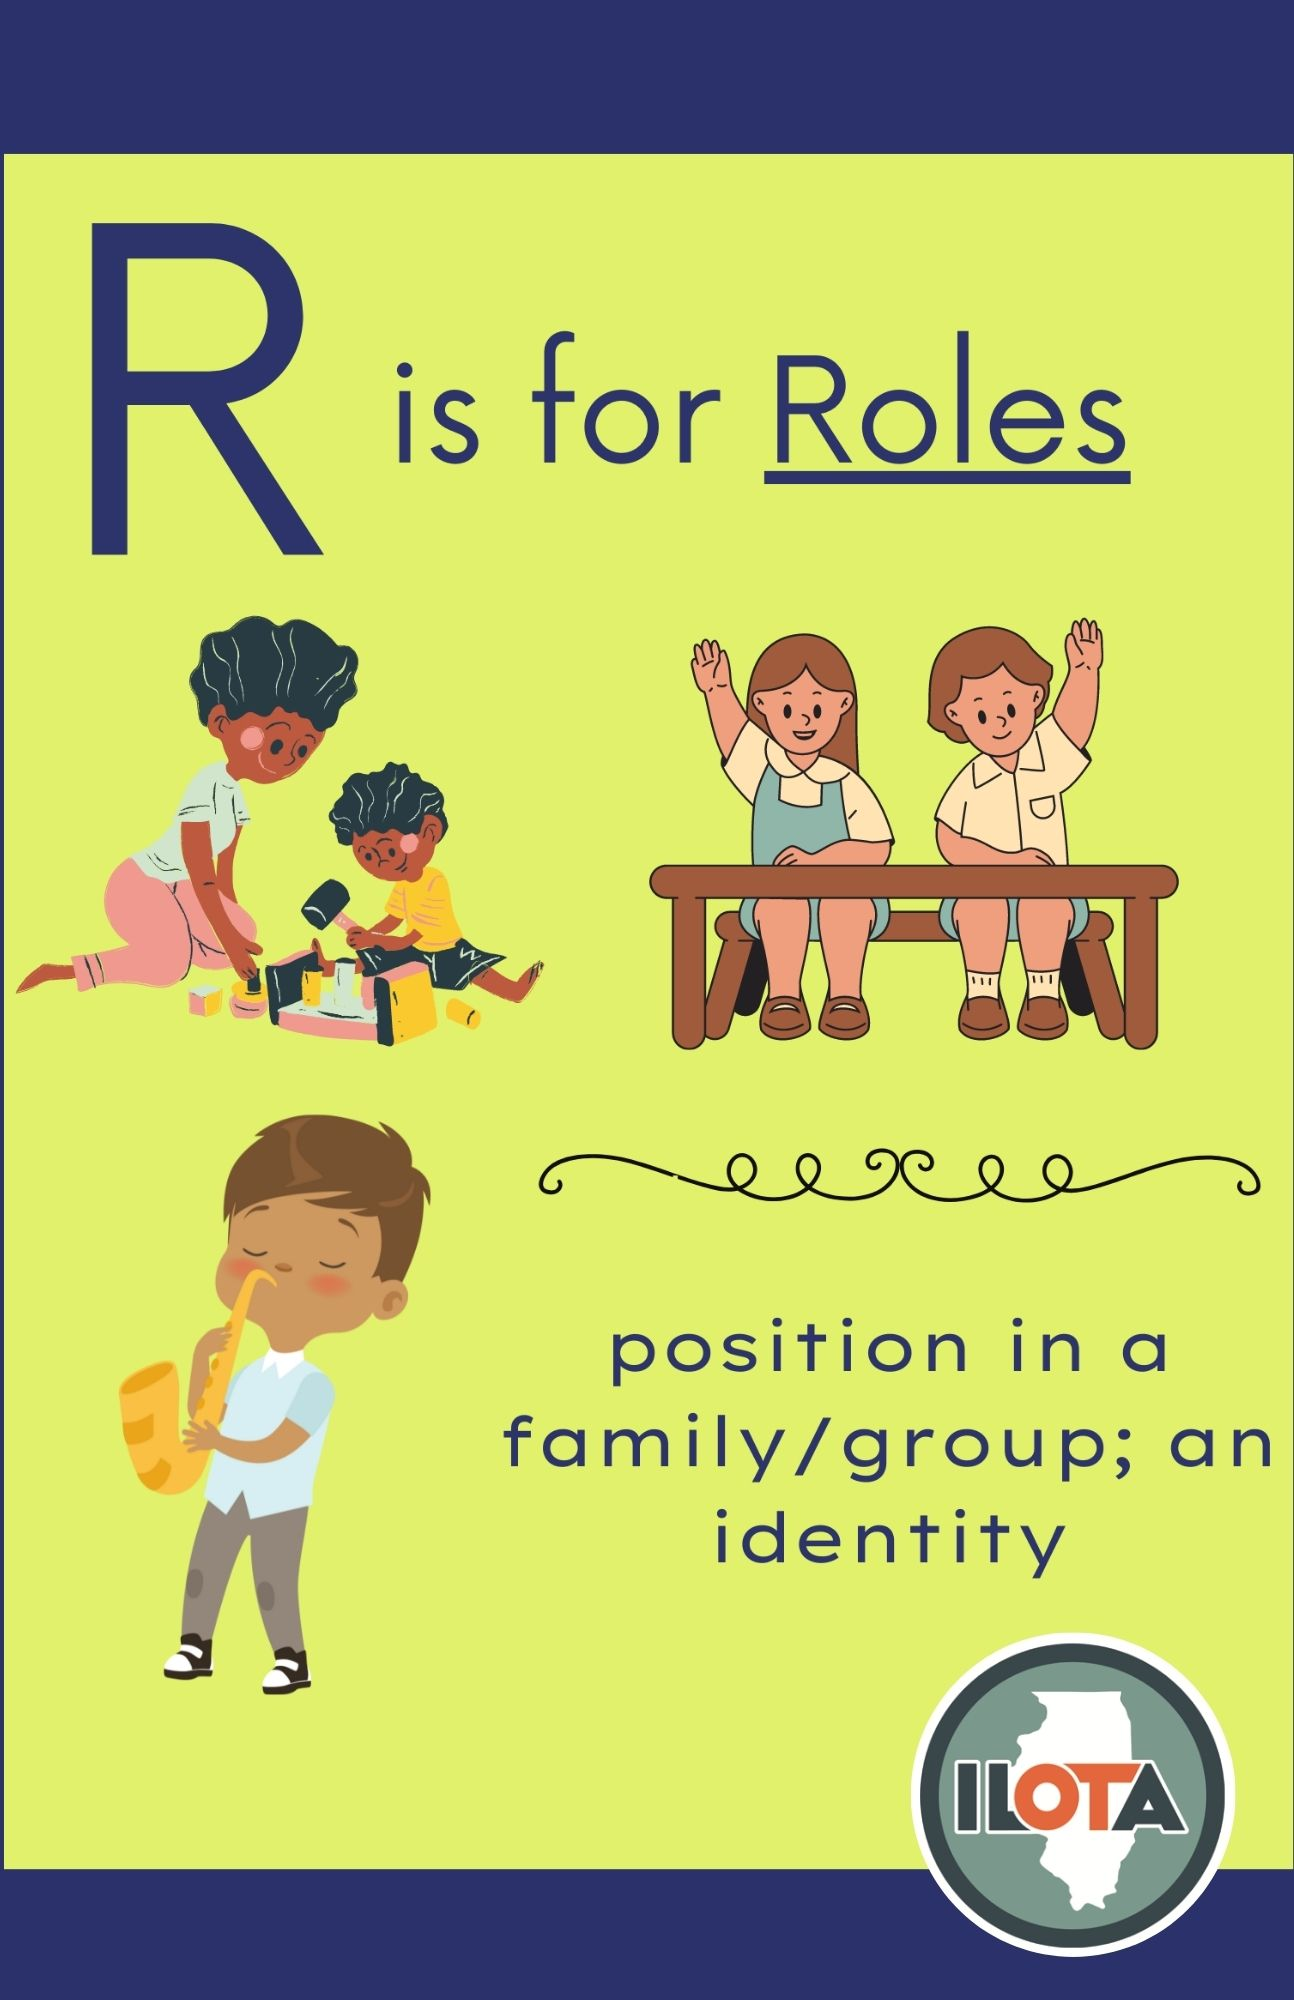 R is for Roles
position in a
family/group; an
identity
ILOTA